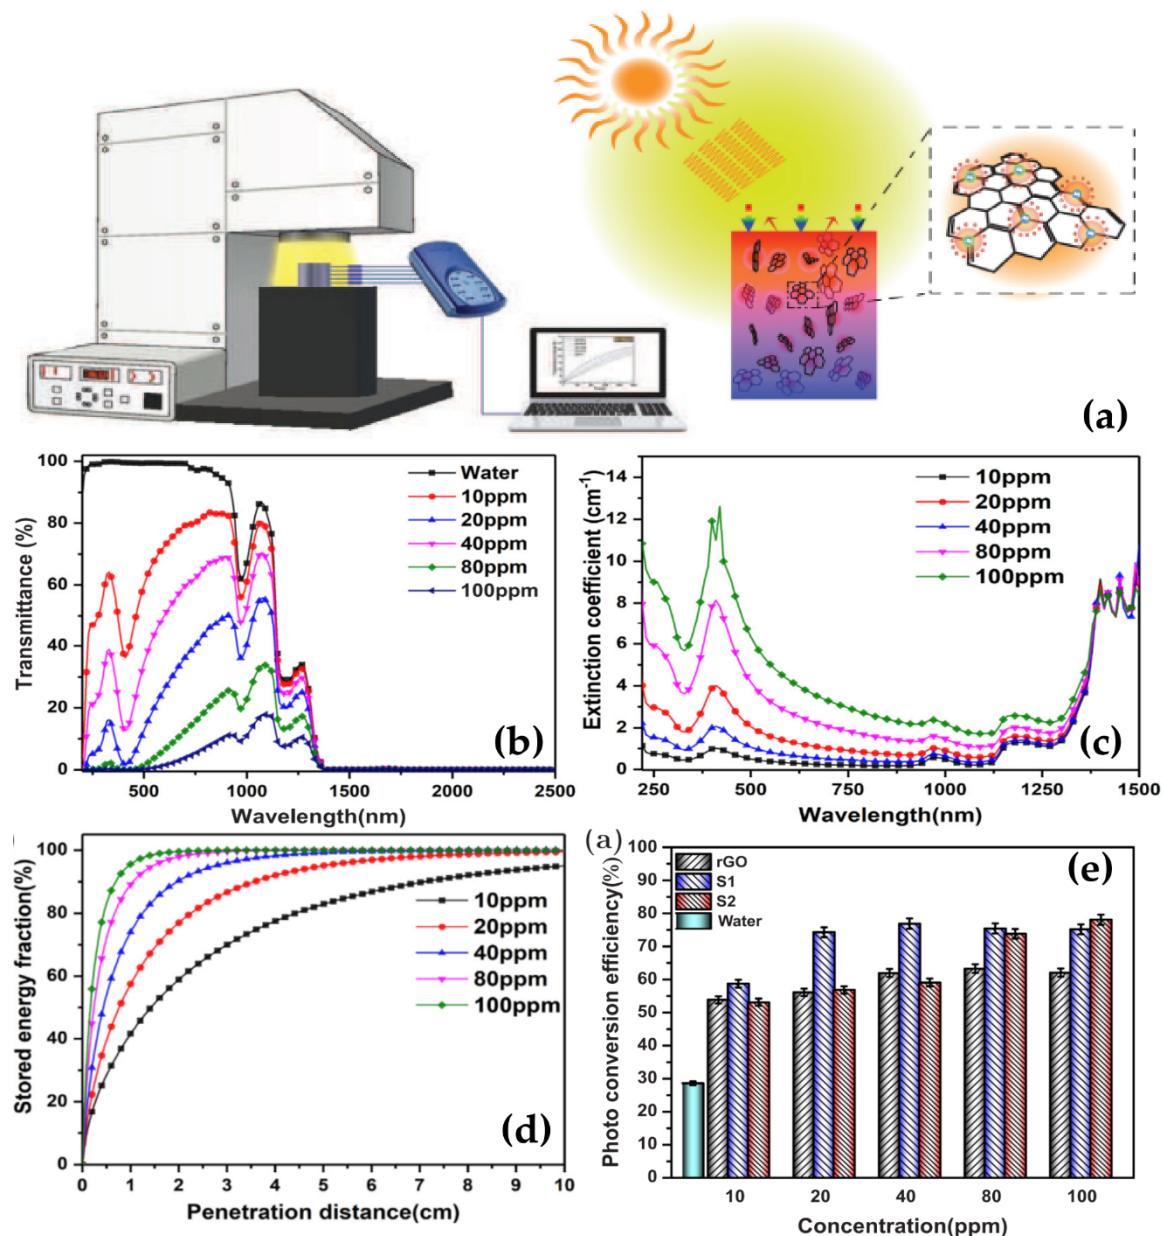 (a)
100
80
60
40
20
0
Transmittance (%)
Water
10ppm
20ppm
40ppm
80ppm
100ppm
(b)
500
1000
1500
2000
2500
Wavelength(nm)
14
12
10
8
6
4
2
0
Extinction coefficient (cm-1)
10ppm
20ppm
40ppm
80ppm
100ppm
(c)
250
500
750
1000
1250
1500
Wavelength(nm)
100
80
60
40
20
0
Stored energy fraction(%)
10ppm
20ppm
40ppm
80ppm
100ppm
(d)
0
1
2
3
4
5
6
7
8
9
10
Penetration distance(cm)
(a)
100
90
80
70
60
50
40
30
20
10
0
Photo conversion efficiency(%)
rGO
S1
S2
Water
(e)
10
20
40
80
100
Concentration(ppm)